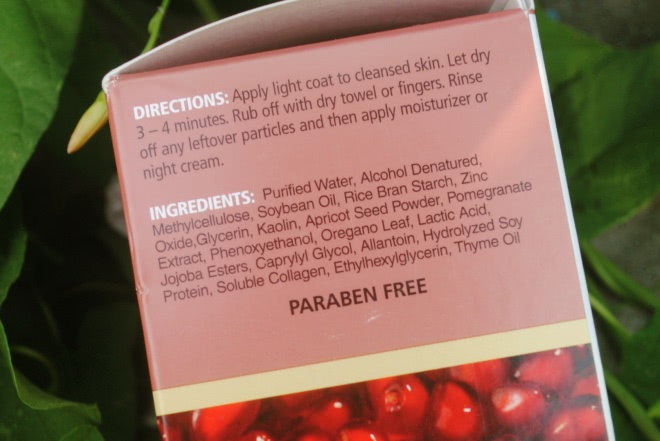 DIRECTIONS: Apply light coat to cleansed skin. Let dry
3 – 4 minutes. Rub off with dry towel or fingers. Rinse
off any leftover particles and then apply moisturizer or
night cream.
INGREDIENTS: Purified Water, Alcohol Denatured,
Methylcellulose, Soybean Oil, Rice Bran Starch, Zinc
Oxide,Glycerin, Kaolin, Apricot Seed Powder, Pomegranate
Extract, Phenoxyethanol, Oregano Leaf, Lactic Acid,
Jojoba Esters, Caprylyl Glycol, Allantoin, Hydrolyzed Soy
Protein, Soluble Collagen, Ethylhexylglycerin, Thyme Oil
PARABEN FREE